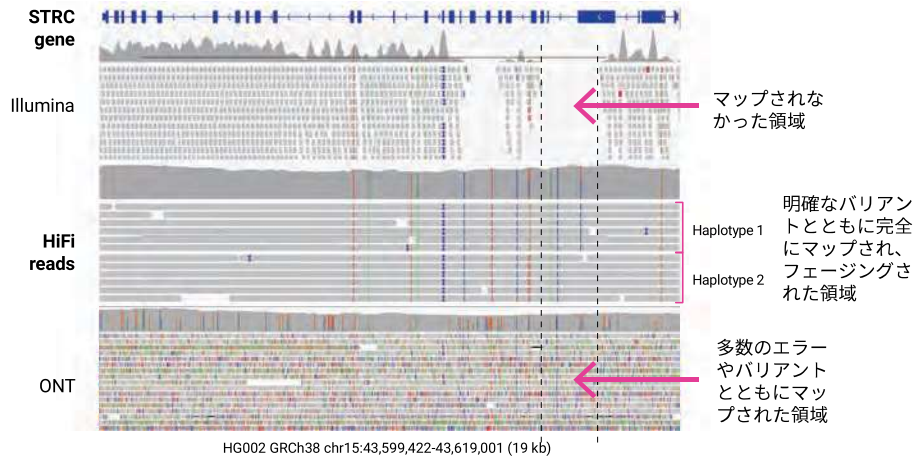 STRC
gene
Illumina
マップされな
かった領域
HiFi
reads
Haplotype 1
Haplotype 2
明確なバリアン
トとともに完全
にマップされ、
フェージングさ
れた領域
ONT
多数のエラー
やバリアント
とともにマッ
プされた領域
HG002 GRCh38 chr15:43,599,422-43,619,001 (19 kb)